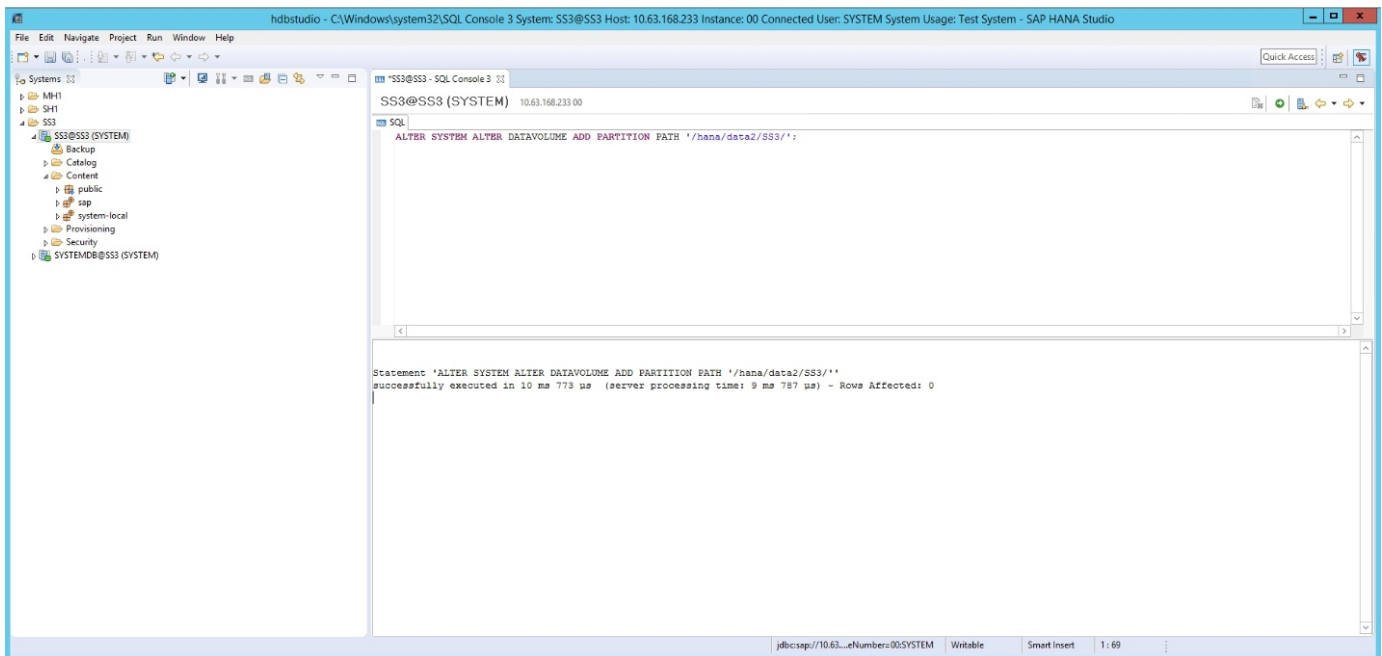 hdbstudio - C:\Windows\system32\SQL Console 3 System: SS3@SS3 Host: 10.63.168.233 Instance: 00 Connected User: SYSTEM System Usage: Test System - SAP HANA Studio
File Edit Navigate Project Run Window Help
Quick Access
Systems
*SS3@SS3 - SQL Console 3
MH1
SH1
SS3
SS3@SS3 (SYSTEM)
Backup
Catalog
Content
public
sap
system-local
Provisioning
Security
SYSTEMDB@SS3 (SYSTEM)
SS3@SS3 (SYSTEM) 10.63.168.233 00
SQL
ALTER SYSTEM ALTER DATAVOLUME ADD PARTITION PATH '/hana/data2/SS3/';
Statement 'ALTER SYSTEM ALTER DATAVOLUME ADD PARTITION PATH '/hana/data2/SS3/''
successfully executed in 10 ms 773 µs (server processing time: 9 ms 787 µs) - Rows Affected: 0
jdbc:sap://10.63....eNumber=00:SYSTEM Writable Smart Insert 1 : 69